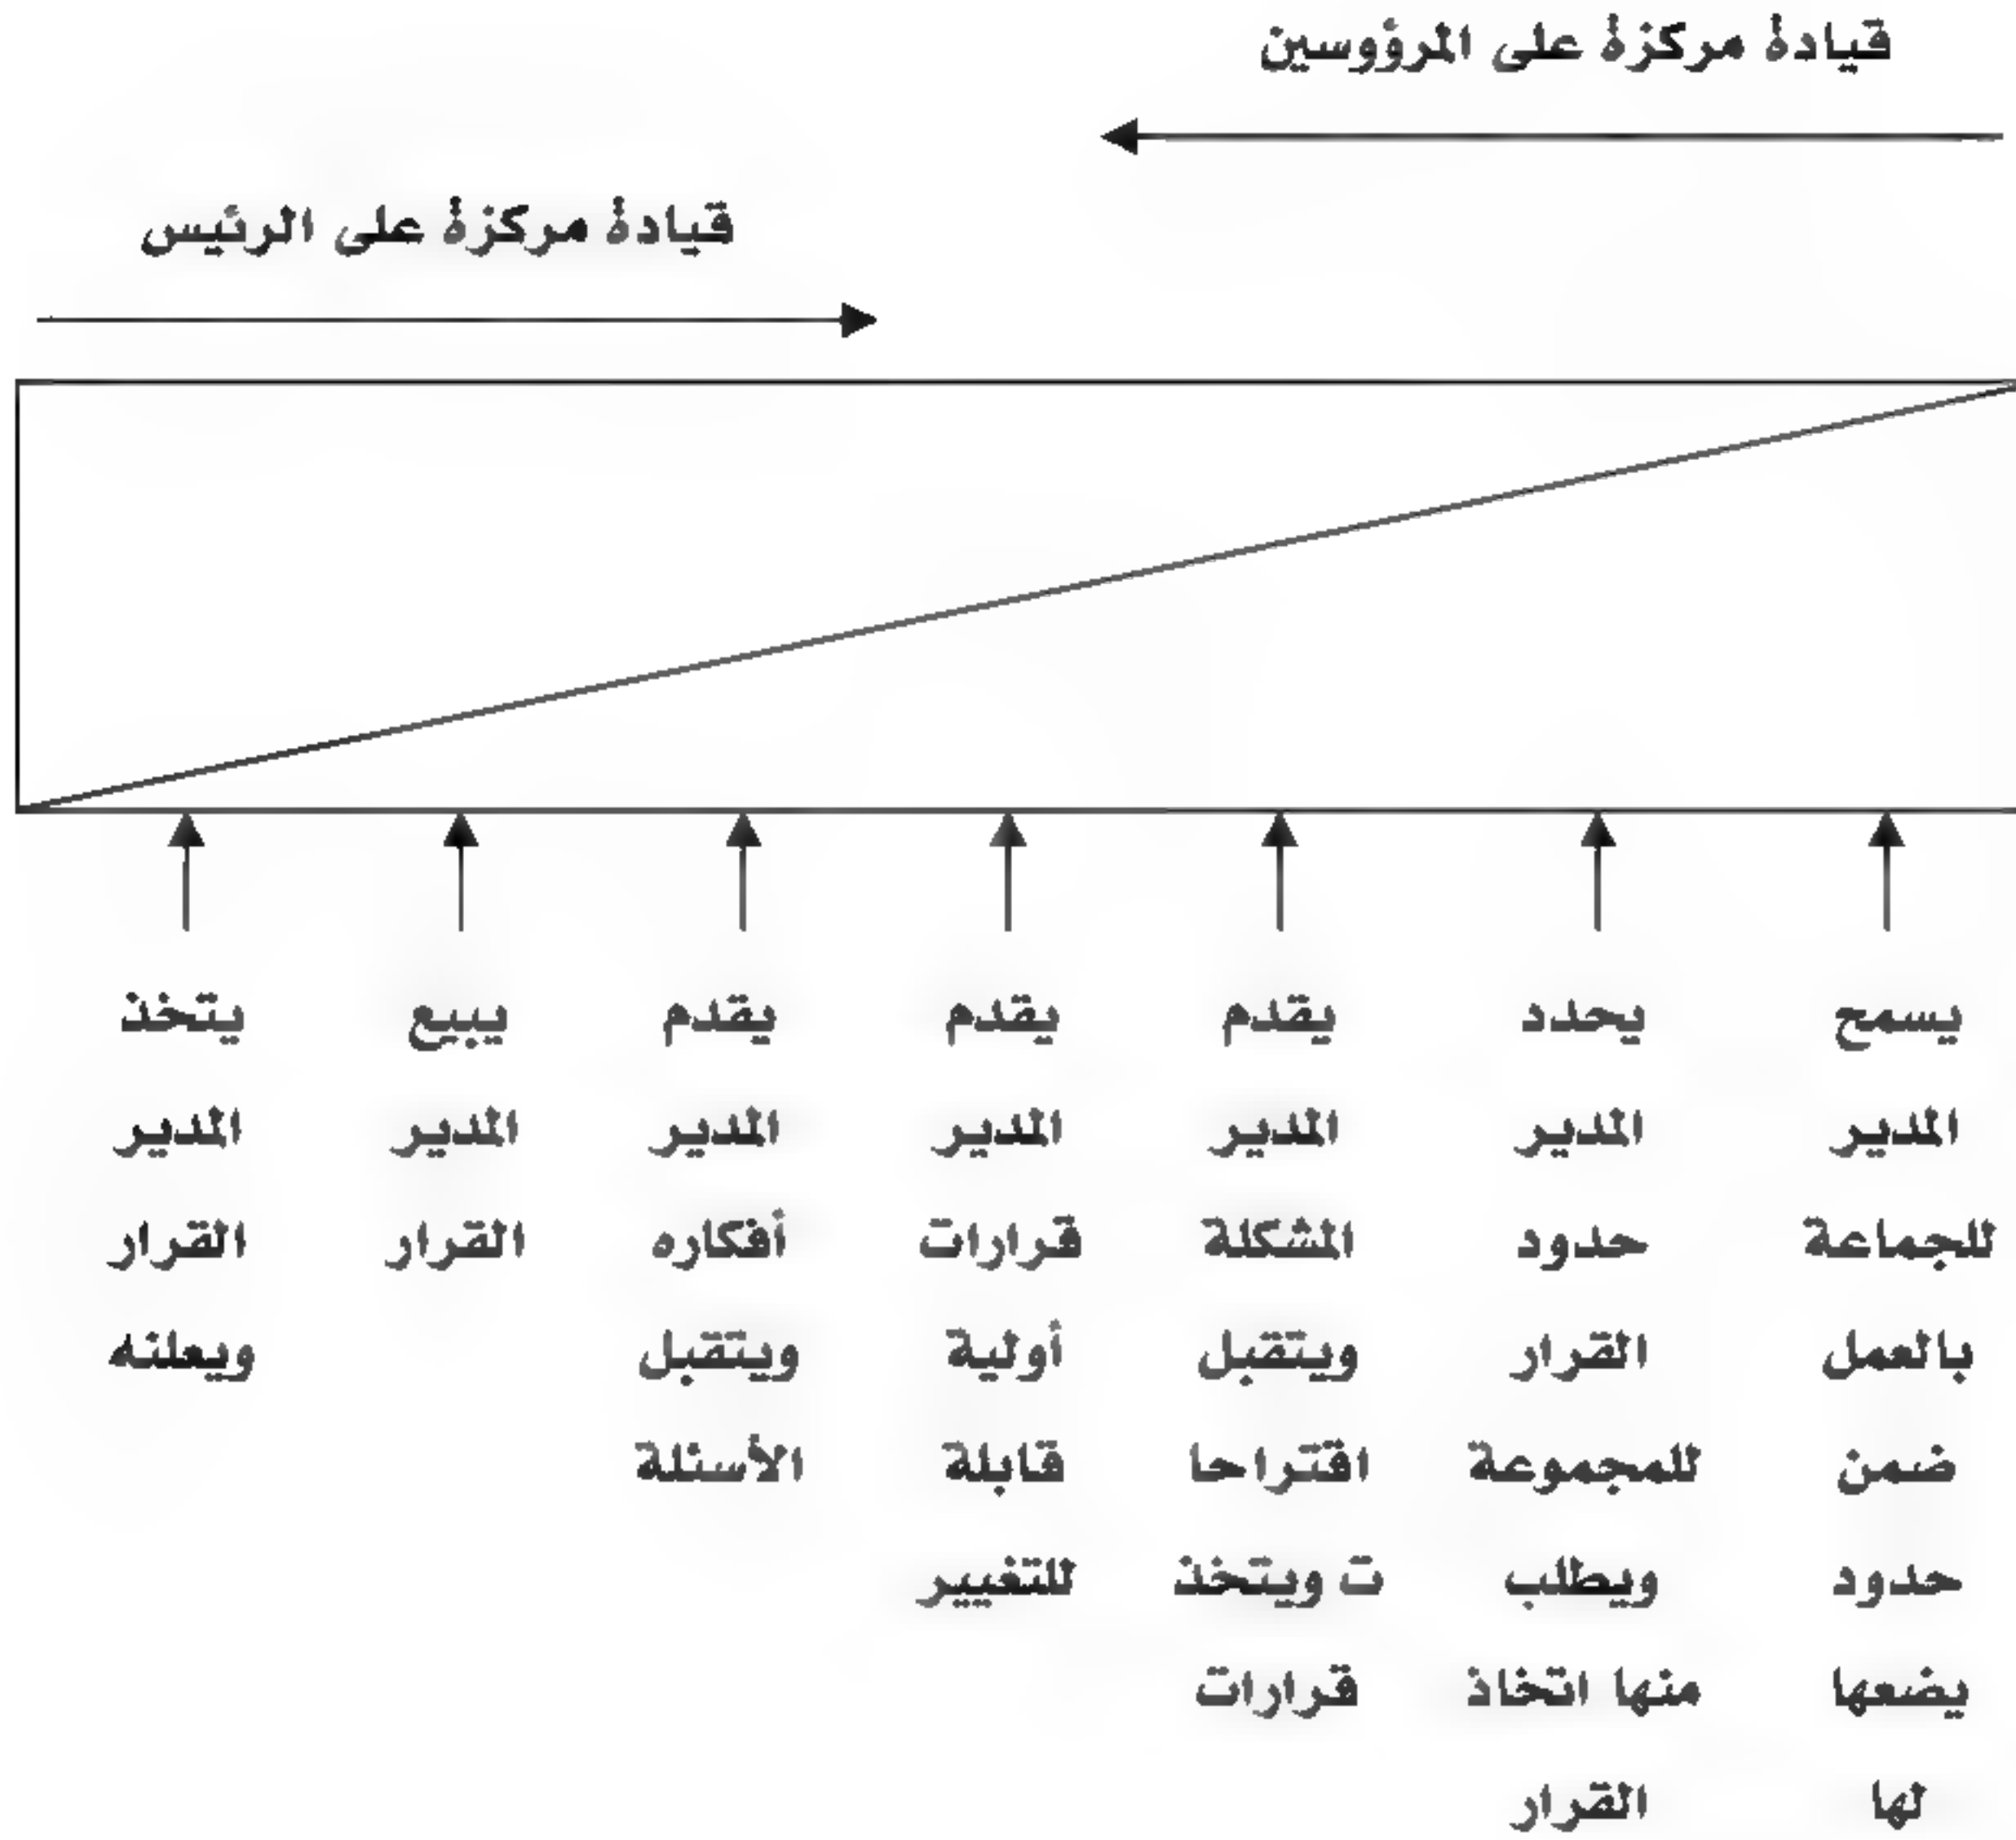 قيادة مركزة على المرؤوسين
قيادة مركزة على الرئيس
يسمح
المدير
للجماعة
بالعمل
ضمن
حدود
يضعها
لها
يحدد
المدير
حدود
القرار
للمجموعة
ويطلب
منها اتخاذ
القرار
يقدم
المدير
المشكلة
ويتقبل
اقتراحا
ت ويتخذ
قرارات
يقدم
المدير
قرارات
أولية
قابلة
للتغيير
يقدم
المدير
أفكاره
ويتقبل
الأسئلة
يبيع
المدير
القرار
يتخذ
المدير
القرار
ويعلنه